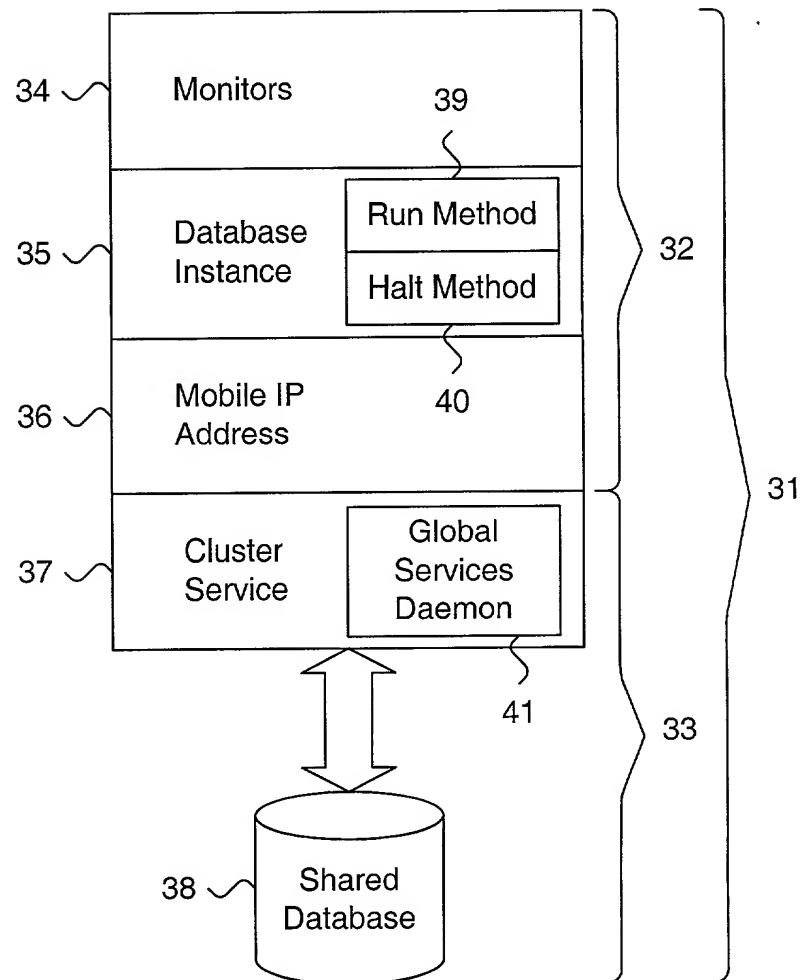 34
Monitors
39
35
Database
Instance
Run Method
Halt Method
32
36
Mobile IP
Address
40
31
37
Cluster
Service
Global
Services
Daemon
41
33
38
Shared
Database